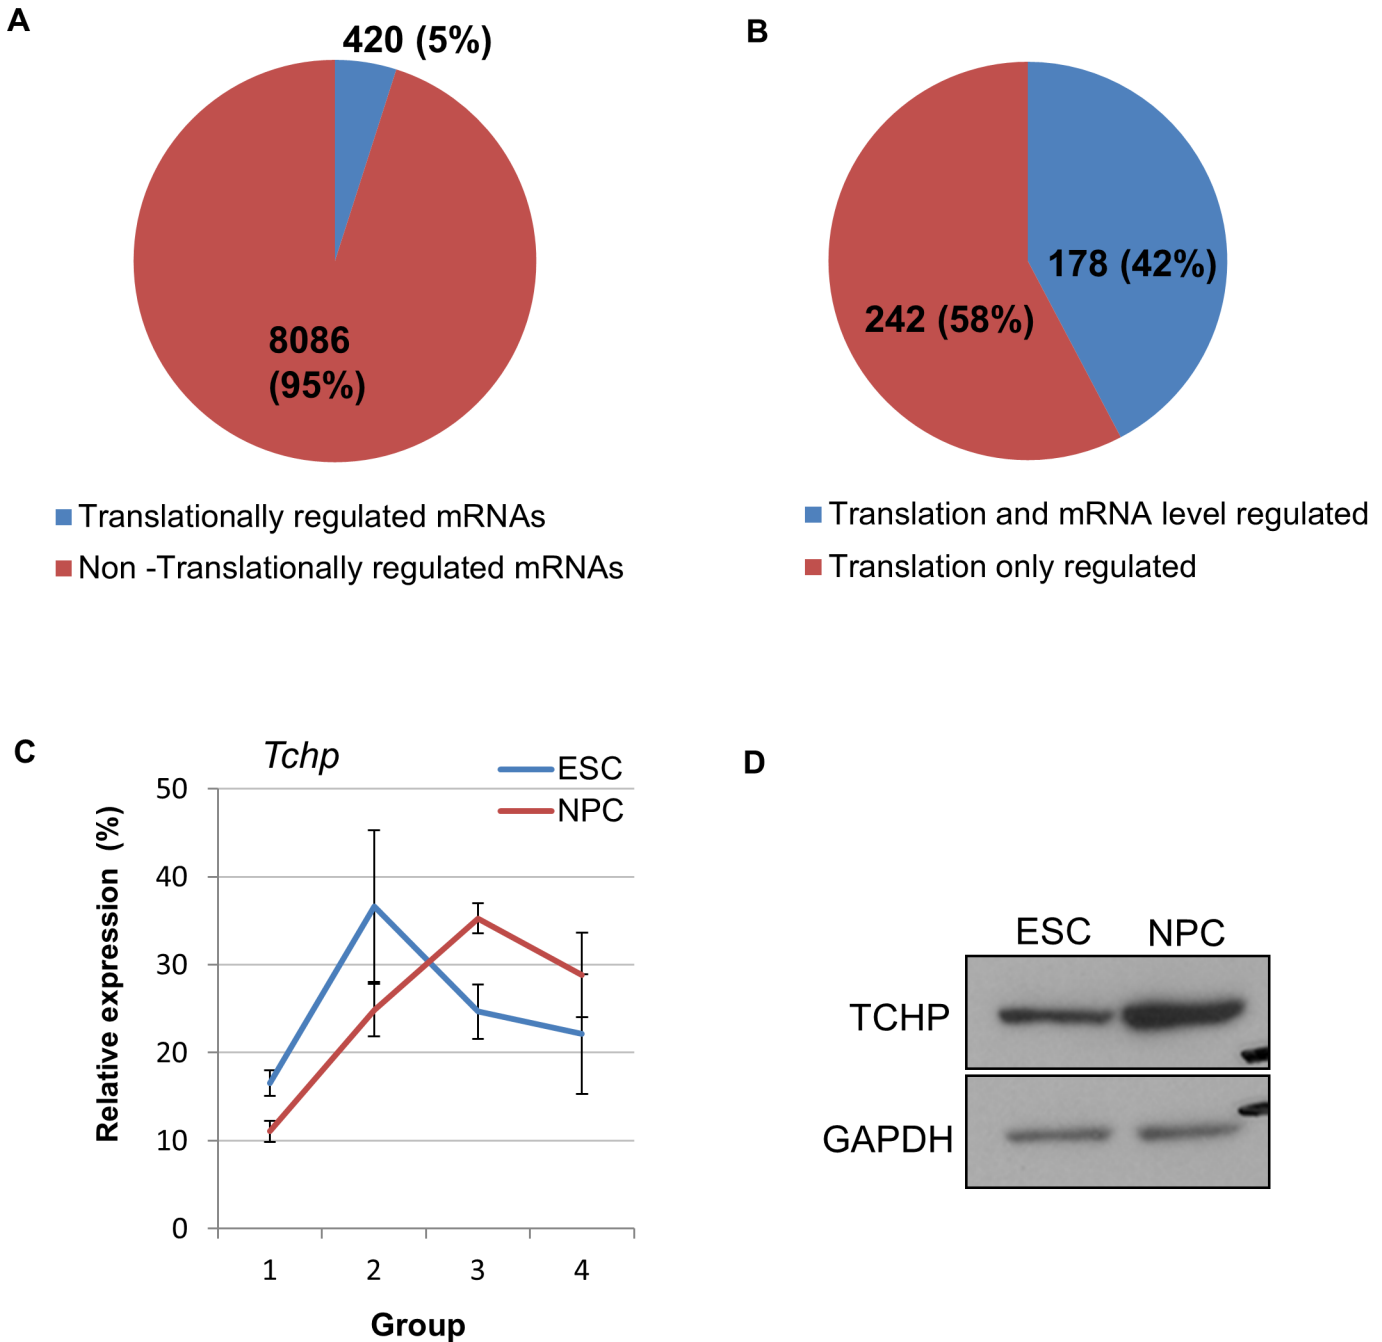 A
420 (5%)
8086
(95%)
Translationally regulated mRNAs
Non -Translationally regulated mRNAs
B
178 (42%)
242 (58%)
Translation and mRNA level regulated
Translation only regulated
C
Tchp
ESC
NPC
Relative expression (%)
50
40
30
20
10
0
1 2 3 4
Group
D
ESC NPC
TCHP
GAPDH